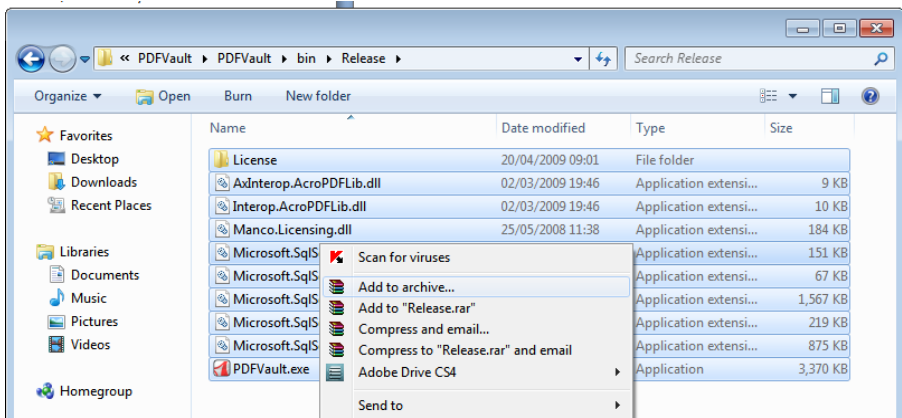 « PDFVault ▸ PDFVault ▸ bin ▸ Release ▸ Search Release
Organize Open Burn New folder
Name Date modified Type Size
Favorites
Desktop
Downloads
Recent Places
Libraries
Documents
Music
Pictures
Videos
Homegroup
License 20/04/2009 09:01 File folder
AxInterop.AcroPDFLib.dll 02/03/2009 19:46 Application extensi... 9 KB
Interop.AcroPDFLib.dll 02/03/2009 19:46 Application extensi... 10 KB
Manco.Licensing.dll 25/05/2008 11:38 Application extensi... 184 KB
Microsoft.SqlS Application extensi... 151 KB
Application extensi... 67 KB
Microsoft.SqlS Application extensi... 1,567 KB
Microsoft.SqlS Application extensi... 219 KB
Microsoft.SqlS Application extensi... 875 KB
PDFVault.exe Application 3,370 KB
Scan for viruses
Add to archive...
Add to "Release.rar"
Compress and email...
Compress to "Release.rar" and email
Adobe Drive CS4
Send to